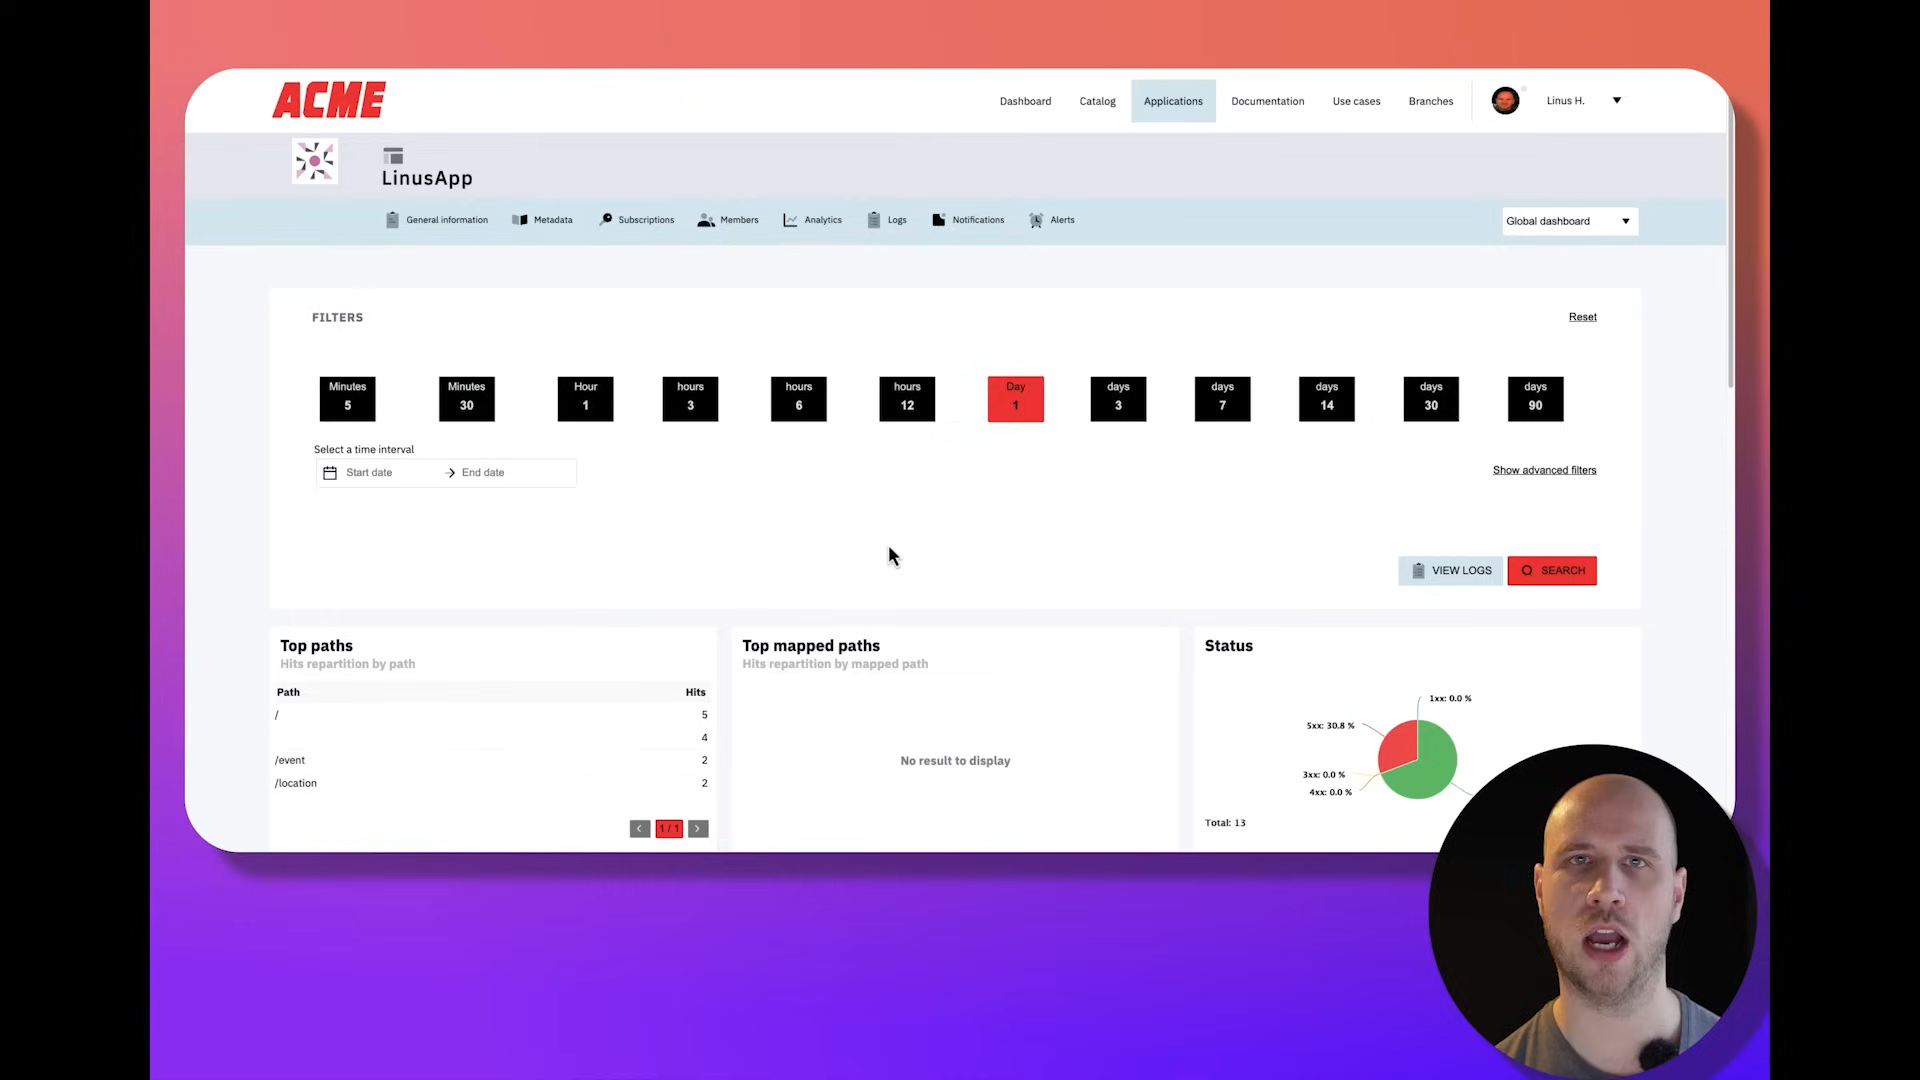 ACME
Dashboard Catalog Applications Documentation Use cases Branches Linus H.
LinusApp
General information Metadata Subscriptions Members Analytics Logs Notifications Alerts Global dashboard
FILTERS Reset
Minutes Minutes Hour hours hours hours Day days days days days days
5 30 1 3 6 12 1 3 7 14 30 90
Select a time interval
Start date End date Show advanced filters
VIEW LOGS SEARCH
Top paths Top mapped paths Status
Hits repartition by path Hits repartition by mapped path
Path Hits
/ 5
4
/event 2
/location 2
1 / 1
No result to display
1xx: 0.0 %
5xx: 30.8 %
3xx: 0.0 %
4xx: 0.0 %
Total: 13